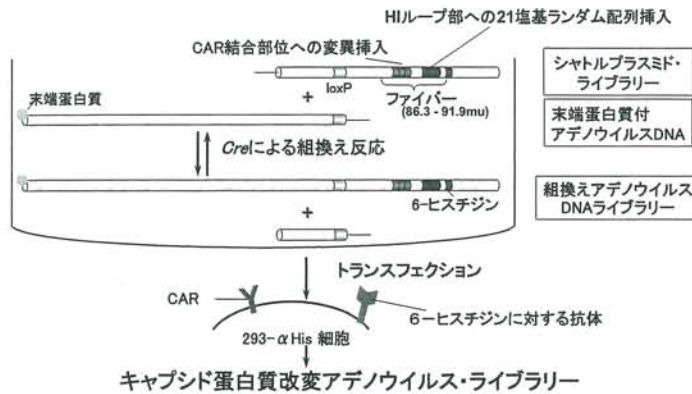 HIループ部への21塩基ランダム配列挿入
CAR結合部位への変異挿入
loxP
ファイバー
(86.3 - 91.9mu)
シャトルプラスミド・
ライブラリー
+
末端蛋白質
末端蛋白質付
アデノウイルスDNA
Creによる組換え反応
6-ヒスチジン
組換えアデノウイルス
DNAライブラリー
+
トランスフェクション
CAR
6-ヒスチジンに対する抗体
293-αHis 細胞
キャプシド蛋白質改変アデノウイルス・ライブラリー